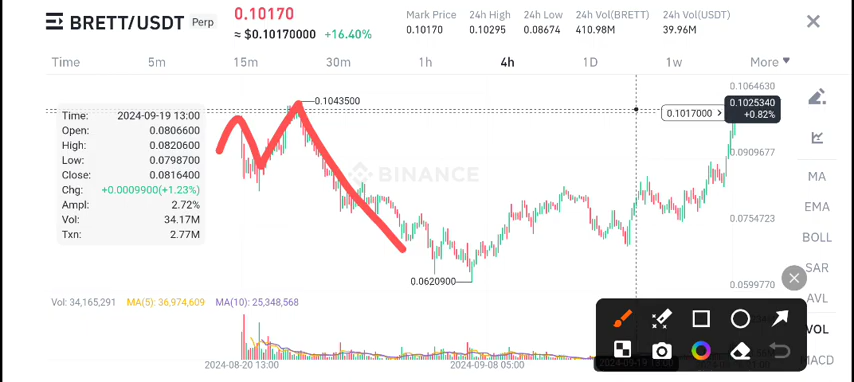 BRETT/USDT Perp
0.10170
≈ $0.10170000 +16.40%
Mark Price 24h High 24h Low 24h Vol(BRETT) 24h Vol(USDT)
0.10170 0.10295 0.08674 410.98M 39.96M
Time 5m 15m 30m 1h 4h 1D 1w More
0.1064630
0.1043500
0.1025340
+0.82%
0.1017000
Time: 2024-09-19 13:00
Open: 0.0806600
High: 0.0820600
Low: 0.0798700
Close: 0.0816400
Chg: +0.0009900(+1.23%)
Ampl: 2.72%
Vol: 34.17M
Txn: 2.77M
BINANCE
0.0909677
0.0754723
0.0620900
0.0599770
MA
EMA
BOLL
SAR
AVL
VOL
MACD
Vol: 34,165,291 MA(5): 36,974,609 MA(10): 25,348,568
2024-08-20 13:00 2024-09-08 05:00 2024-09-19 13:00